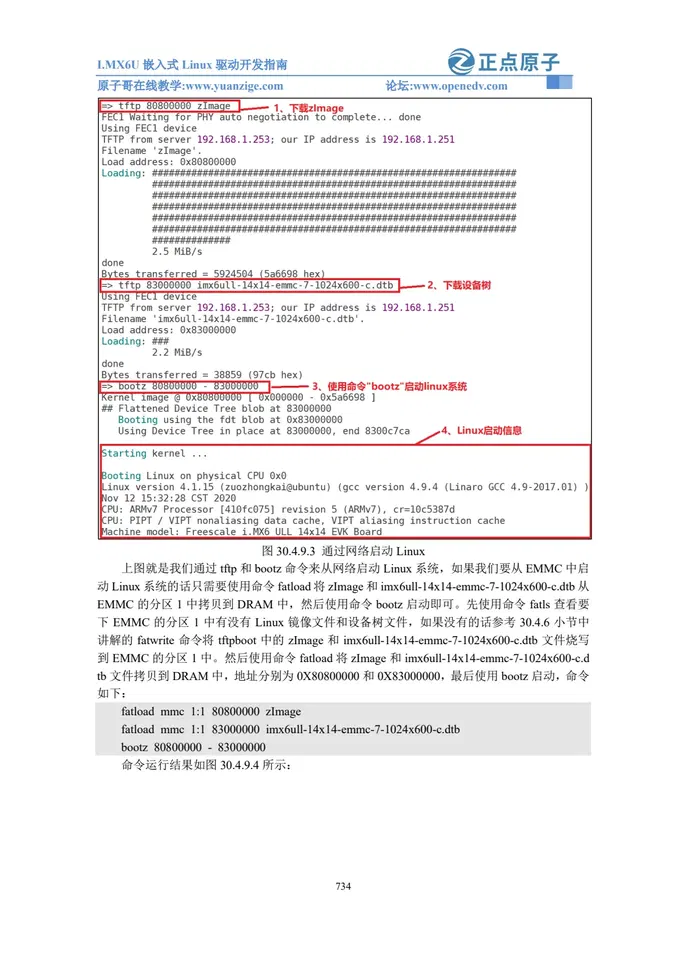 I.MX6U 嵌入式 Linux 驱动开发指南
正点原子
原子哥在线教学:www.yuanzige.com 论坛:www.openedv.com
=> tftp 80800000 zImage
1、下载zImage
FEC1 Waiting for PHY auto negotiation to complete... done
Using FEC1 device
TFTP from server 192.168.1.253; our IP address is 192.168.1.251
Filename 'zImage'.
Load address: 0x80800000
Loading: #################################################################
#################################################################
#################################################################
#################################################################
#################################################################
#################################################################
##############
2.5 MiB/s
done
Bytes transferred = 5924504 (5a6698 hex)
=> tftp 83000000 imx6ull-14x14-emmc-7-1024x600-c.dtb
2、下载设备树
Using FEC1 device
TFTP from server 192.168.1.253; our IP address is 192.168.1.251
Filename 'imx6ull-14x14-emmc-7-1024x600-c.dtb'.
Load address: 0x83000000
Loading: ###
2.2 MiB/s
done
Bytes transferred = 38859 (97cb hex)
=> bootz 80800000 - 83000000
3、使用命令"bootz"启动linux系统
Kernel image @ 0x80800000 [ 0x000000 - 0x5a6698 ]
## Flattened Device Tree blob at 83000000
Booting using the fdt blob at 0x83000000
Using Device Tree in place at 83000000, end 8300c7ca
4、Linux启动信息
Starting kernel ...
Booting Linux on physical CPU 0x0
Linux version 4.1.15 (zuozhongkai@ubuntu) (gcc version 4.9.4 (Linaro GCC 4.9-2017.01) )
Nov 12 15:32:28 CST 2020
CPU: ARMv7 Processor [410fc075] revision 5 (ARMv7), cr=10c5387d
CPU: PIPT / VIPT nonaliasing data cache, VIPT aliasing instruction cache
Machine model: Freescale i.MX6 ULL 14x14 EVK Board
图 30.4.9.3 通过网络启动 Linux
上图就是我们通过 tftp 和 bootz 命令来从网络启动 Linux 系统，如果我们要从 EMMC 中启
动 Linux 系统的话只需要使用命令 fatload 将 zImage 和 imx6ull-14x14-emmc-7-1024x600-c.dtb 从
EMMC 的分区 1 中拷贝到 DRAM 中，然后使用命令 bootz 启动即可。先使用命令 fatls 查看要
下 EMMC 的分区 1 中有没有 Linux 镜像文件和设备树文件，如果没有的话参考 30.4.6 小节中
讲解的 fatwrite 命令将 tftpboot 中的 zImage 和 imx6ull-14x14-emmc-7-1024x600-c.dtb 文件烧写
到 EMMC 的分区 1 中。然后使用命令 fatload 将 zImage 和 imx6ull-14x14-emmc-7-1024x600-c.d
tb 文件拷贝到 DRAM 中，地址分别为 0X80800000 和 0X83000000，最后使用 bootz 启动，命令
如下：
fatload mmc 1:1 80800000 zImage
fatload mmc 1:1 83000000 imx6ull-14x14-emmc-7-1024x600-c.dtb
bootz 80800000 - 83000000
命令运行结果如图 30.4.9.4 所示：
734